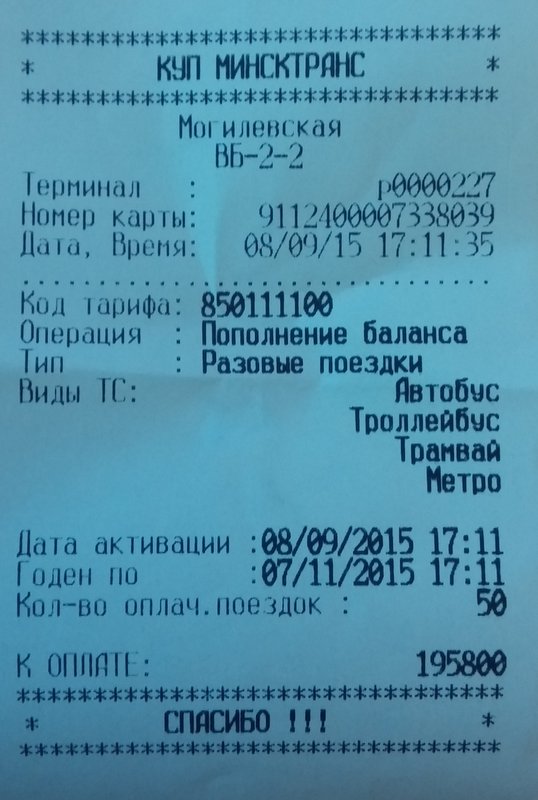 *********************************
* КУП МИНСКТРАНС *
*********************************
Могилевская
ВБ-2-2
Терминал : p0000227
Номер карты: 9112400007338039
Дата, Время: 08/09/15 17:11:35
.................................
Код тарифа: 850111100
Операция : Пополнение баланса
Тип : Разовые поездки
Виды ТС: Автобус
Троллейбус
Трамвай
Метро
Дата активации :08/09/2015 17:11
Годен по :07/11/2015 17:11
Кол-во оплач.поездок : 50
К ОПЛАТЕ: 195800
*********************************
* СПАСИБО !!! *
*********************************